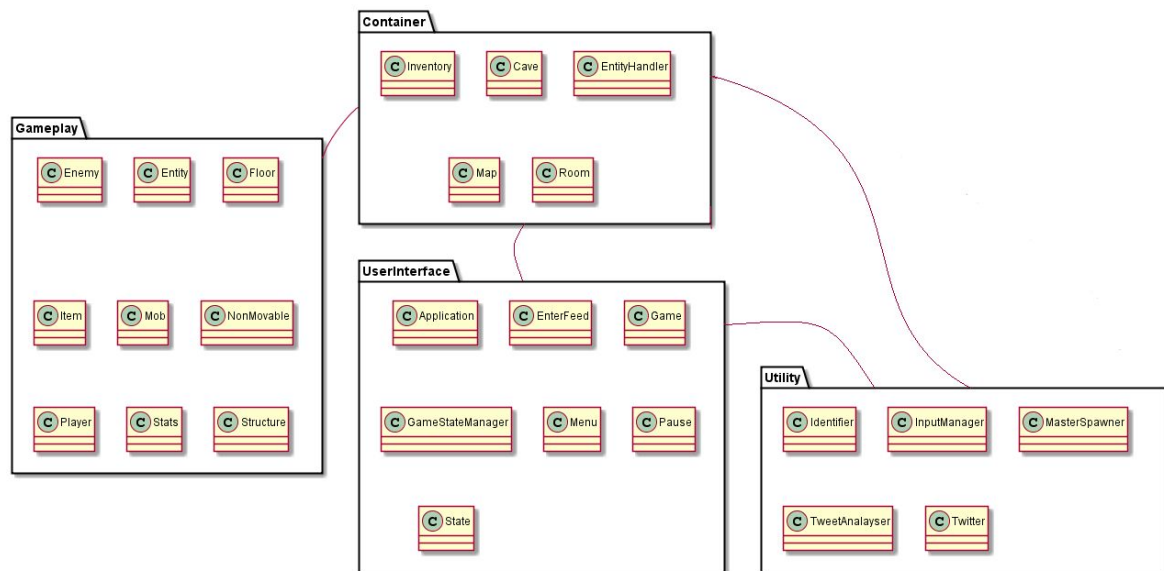 Container
C Inventory
C Cave
C EntityHandler
C Map
C Room
Gameplay
C Enemy
C Entity
C Floor
C Item
C Mob
C NonMovable
C Player
C Stats
C Structure
UserInterface
C Application
C EnterFeed
C Game
C GameStateManager
C Menu
C Pause
C State
Utility
C Identifier
C InputManager
C MasterSpawner
C TweetAnalayser
C Twitter